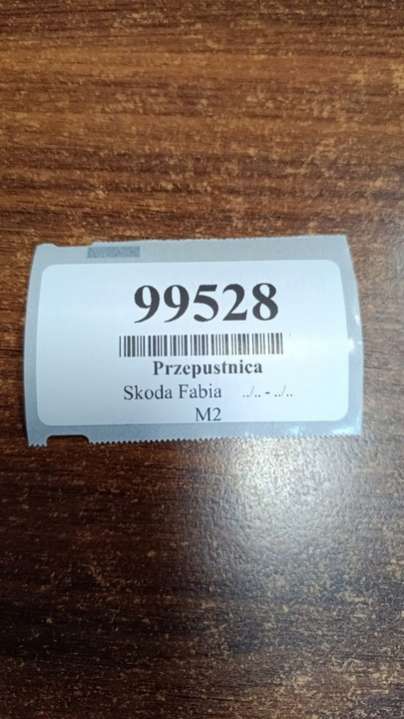 99528
Przepustnica
Skoda Fabia ../.. - ../..
M2